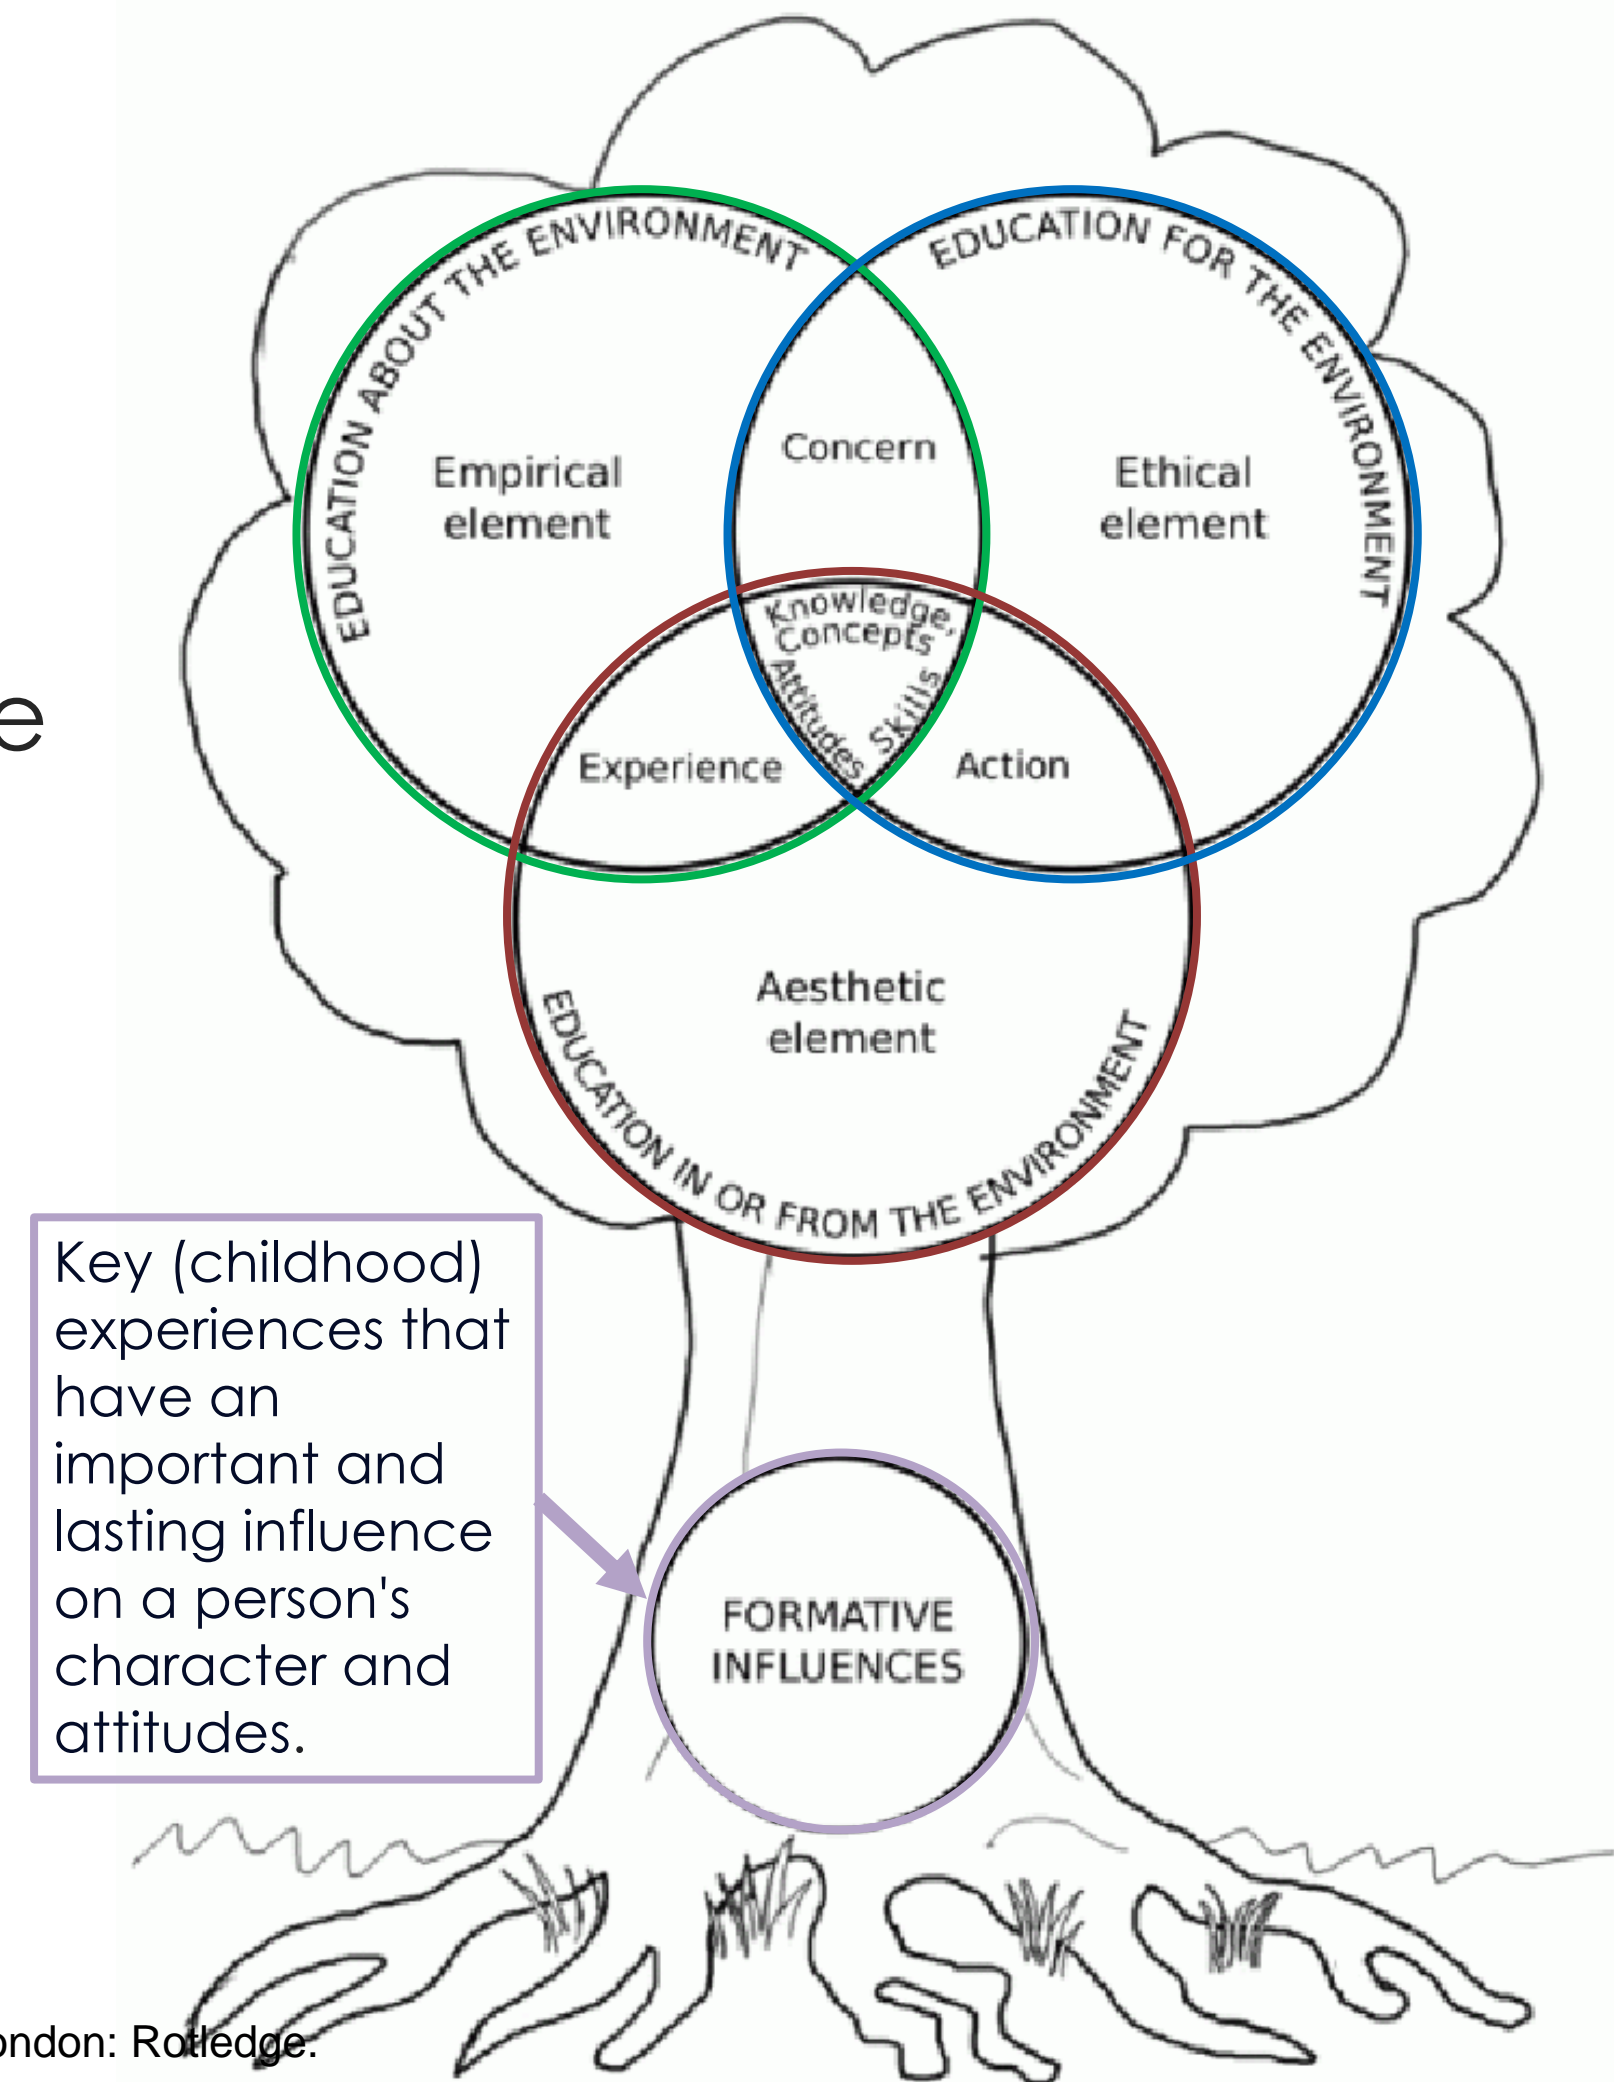 EDUCATION ABOUT THE ENVIRONMENT
EDUCATION FOR THE ENVIRONMENT
Concern
Empirical
element
Ethical
element
Knowledge,
Concepts
Attitudes
Skills
e
Experience
Action
Aesthetic
element
EDUCATION IN OR FROM THE ENVIRONMENT
Key (childhood)
experiences that
have an
important and
lasting influence
on a person's
character and
attitudes.
FORMATIVE
INFLUENCES
ondon: Rotledge.